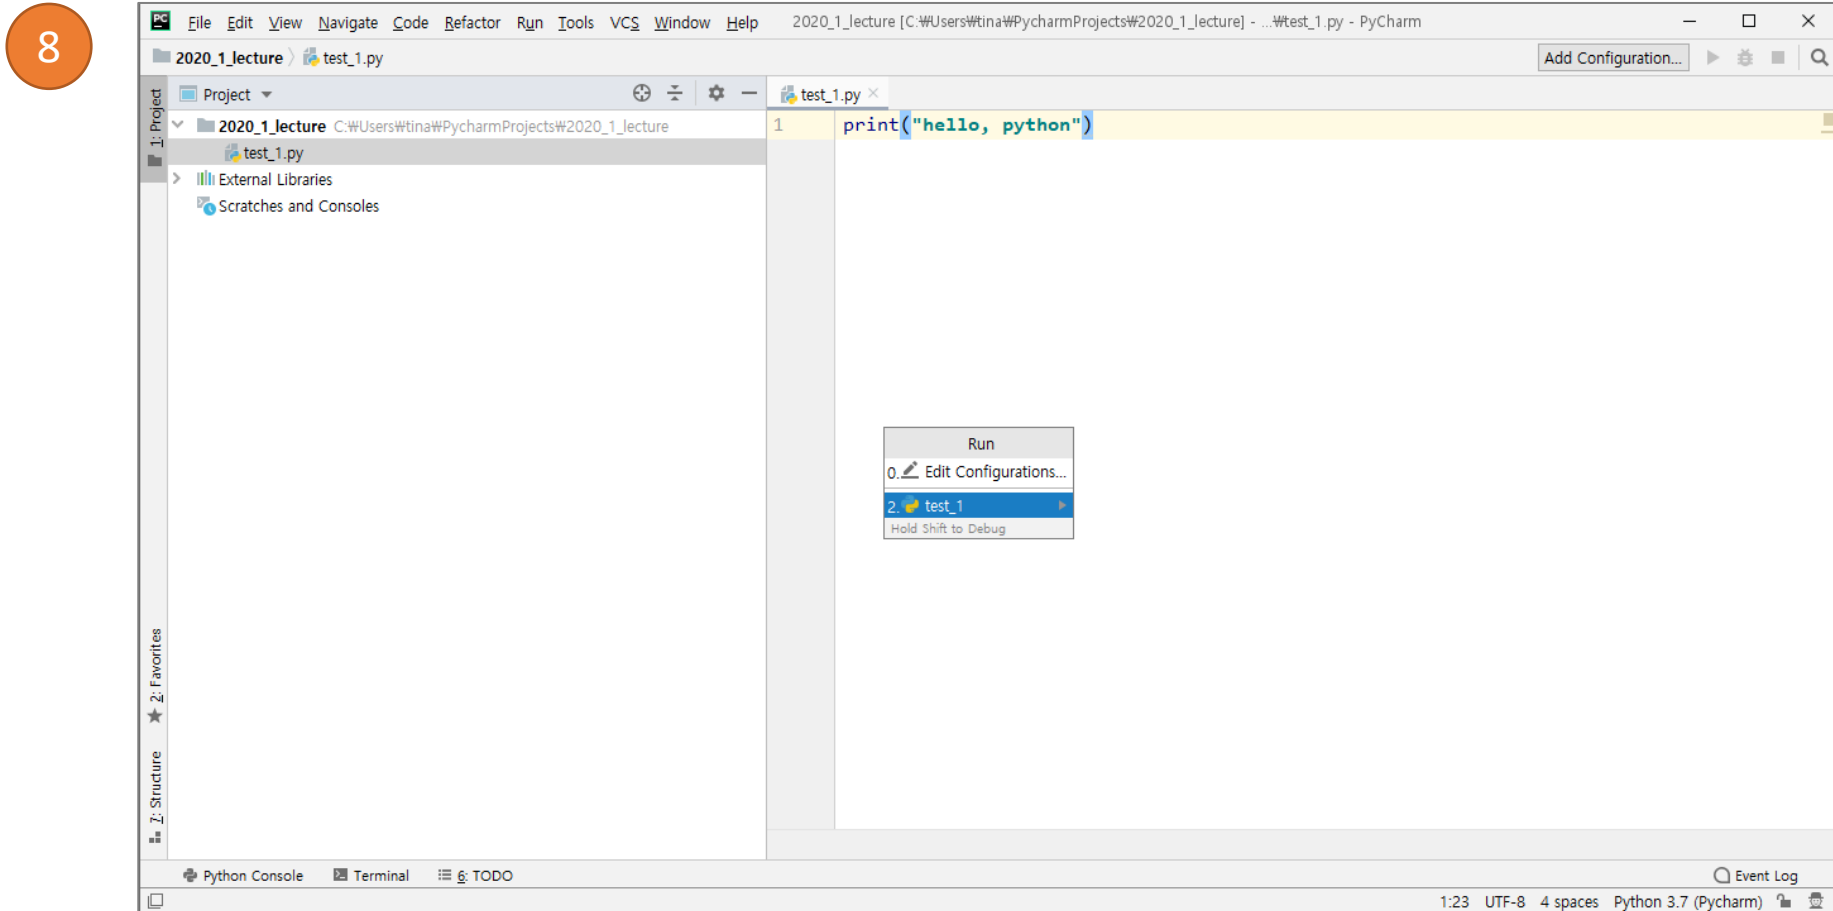 8
PC File Edit View Navigate Code Refactor Run Tools VCS Window Help 2020_1_lecture [C:₩Users₩tina₩PycharmProjects₩2020_1_lecture] - ...₩test_1.py - PyCharm
2020_1_lecture test_1.py Add Configuration...
1: Project
Project
test_1.py
2020_1_lecture C:₩Users₩tina₩PycharmProjects₩2020_1_lecture
test_1.py
External Libraries
Scratches and Consoles
1 print("hello, python")
Run
0. Edit Configurations...
2. test_1
Hold Shift to Debug
2: Favorites
7: Structure
Python Console Terminal 6: TODO Event Log
1:23 UTF-8 4 spaces Python 3.7 (Pycharm)